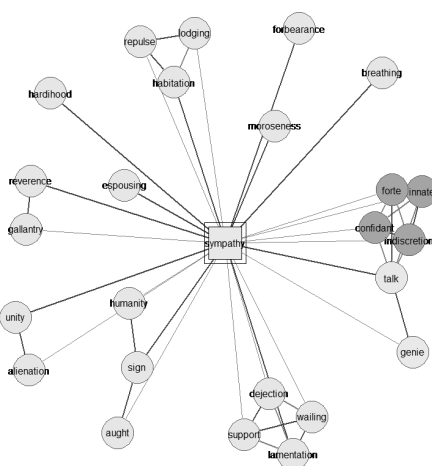 forbearance
lodging
repulse
breathing
habitation
hardihood
moroseness
reverence
espousing
forte
innate
gallantry
confidant
indiscretion
sympathy
talk
humanity
unity
genie
sign
alienation
dejection
wailing
aught
support
lamentation